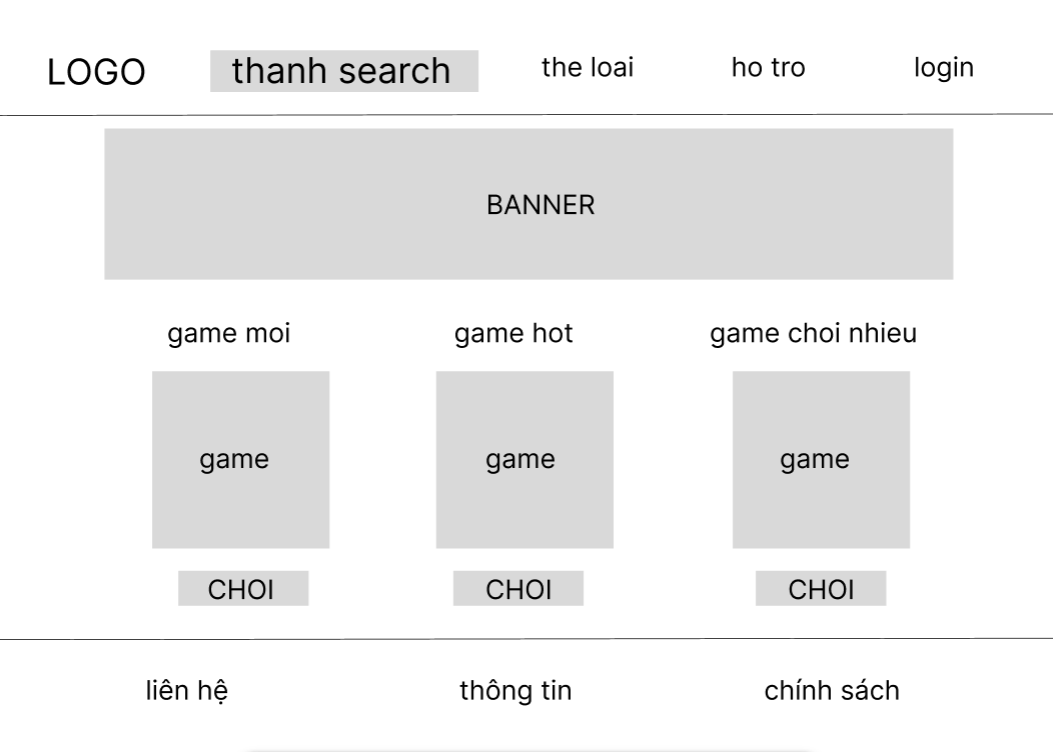 LOGO
thanh search
the loai
ho tro
login
BANNER
game moi
game hot
game choi nhieu
game
game
game
CHOI
CHOI
CHOI
liên hệ
thông tin
chính sách